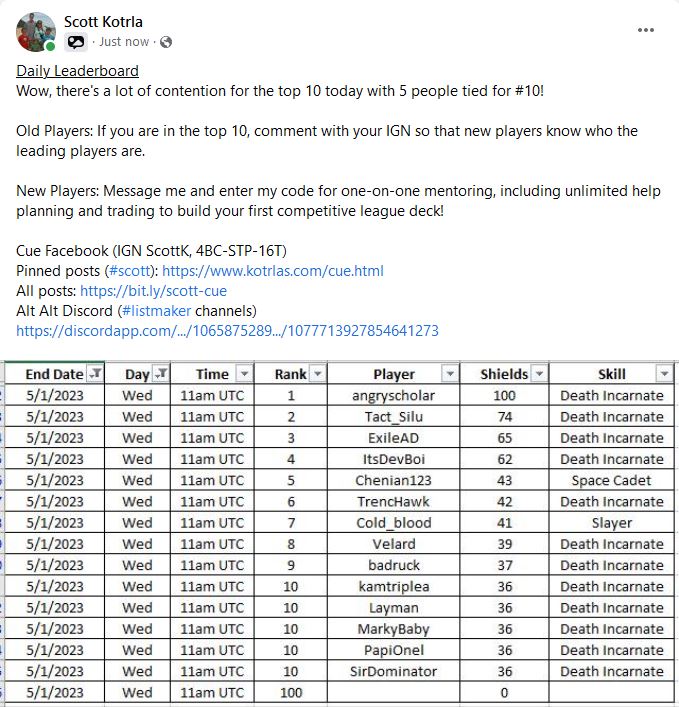 Scott Kotrla
· Just now ·
Daily Leaderboard
Wow, there's a lot of contention for the top 10 today with 5 people tied for #10!
Old Players: If you are in the top 10, comment with your IGN so that new players know who the
leading players are.
New Players: Message me and enter my code for one-on-one mentoring, including unlimited help
planning and trading to build your first competitive league deck!
Cue Facebook (IGN ScottK, 4BC-STP-16T)
Pinned posts (#scott): https://www.kotrlas.com/cue.html
All posts: https://bit.ly/scott-cue
Alt Alt Discord (#listmaker channels)
https://discordapp.com/.../1065875289.../1077713927854641273
End Date Day Time Rank Player Shields Skill
5/1/2023 Wed 11am UTC 1 angryscholar 100 Death Incarnate
5/1/2023 Wed 11am UTC 2 Tact_Silu 74 Death Incarnate
5/1/2023 Wed 11am UTC 3 ExileAD 65 Death Incarnate
5/1/2023 Wed 11am UTC 4 ItsDevBoi 62 Death Incarnate
5/1/2023 Wed 11am UTC 5 Chenian123 43 Space Cadet
5/1/2023 Wed 11am UTC 6 TrencHawk 42 Death Incarnate
5/1/2023 Wed 11am UTC 7 Cold_blood 41 Slayer
5/1/2023 Wed 11am UTC 8 Velard 39 Death Incarnate
5/1/2023 Wed 11am UTC 9 badruck 37 Death Incarnate
5/1/2023 Wed 11am UTC 10 kamtriplea 36 Death Incarnate
5/1/2023 Wed 11am UTC 10 Layman 36 Death Incarnate
5/1/2023 Wed 11am UTC 10 MarkyBaby 36 Death Incarnate
5/1/2023 Wed 11am UTC 10 PapiOnel 36 Death Incarnate
5/1/2023 Wed 11am UTC 10 SirDominator 36 Death Incarnate
5/1/2023 Wed 11am UTC 100 0